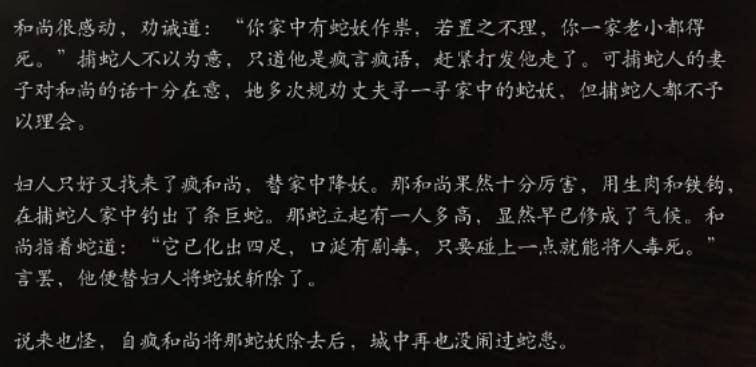 和尚很感动，劝诫道：“你家中有蛇妖作祟，若置之不理，你一家老小都得
死。”捕蛇人不以为意，只道他是疯言疯语，赶紧打发他走了。可捕蛇人的妻
子对和尚的话十分在意，她多次规劝丈夫寻一寻家中的蛇妖，但捕蛇人都不予
以理会。
妇人只好又找来了疯和尚，替家中降妖。那和尚果然十分厉害，用生肉和铁钩，
在捕蛇人家中钓出了条巨蛇。那蛇立起有一人多高，显然早已修成了气候。和
尚指着蛇道：“它已化出四足，口涎有剧毒，只要碰上一点就能将人毒死。”
言罢，他便替妇人将蛇妖斩除了。
说来也怪，自疯和尚将那蛇妖除去后，城中再也没闹过蛇患。